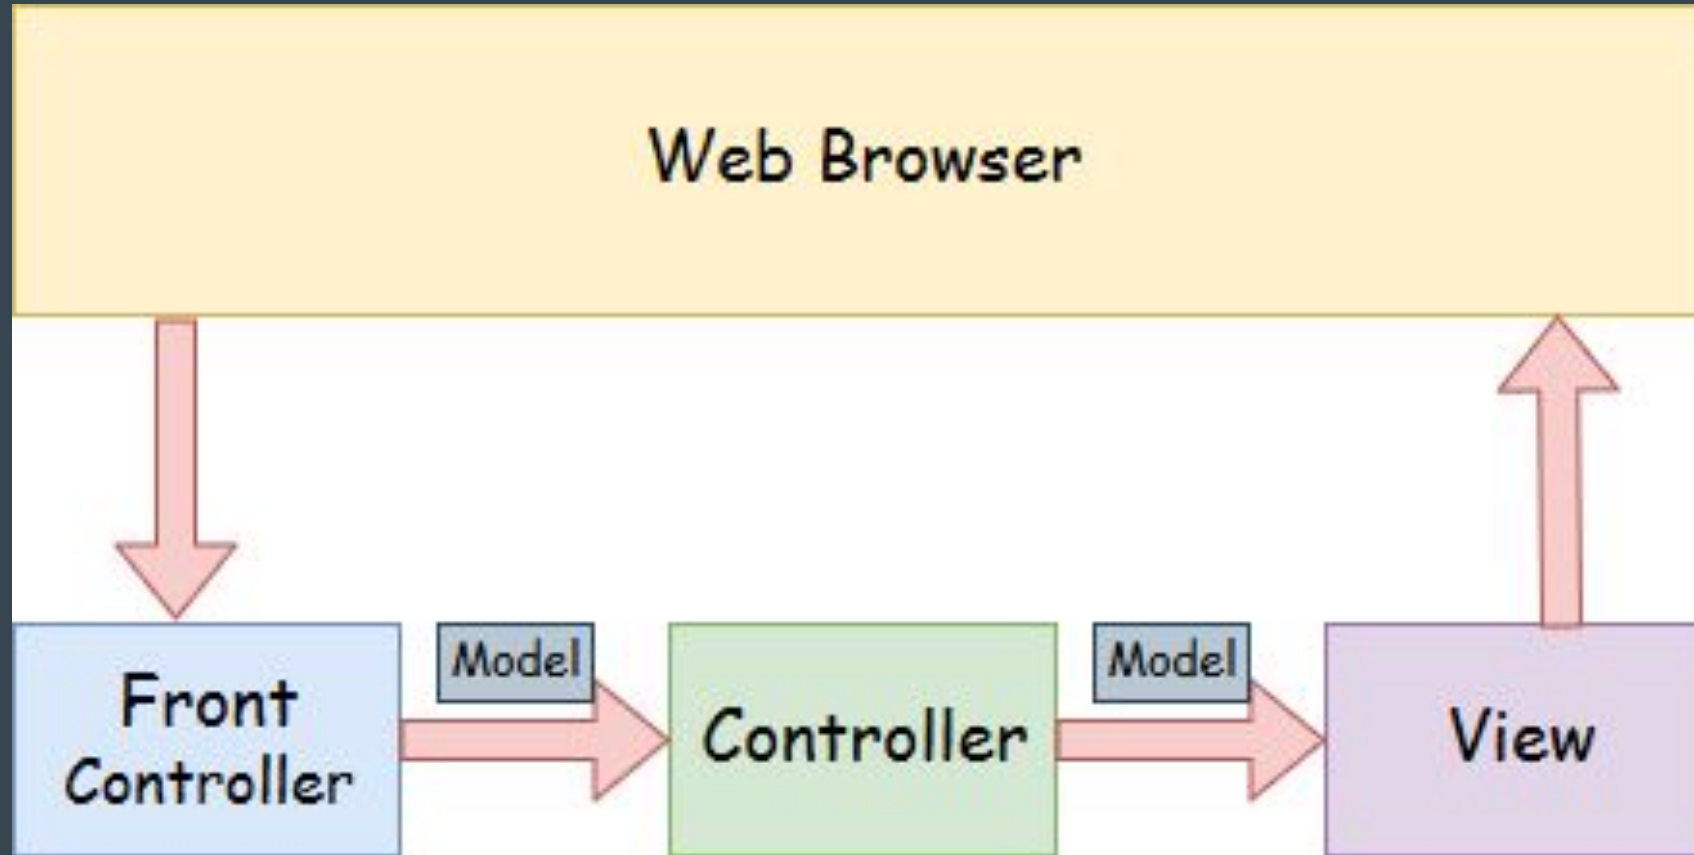 Web Browser
Front
Controller
Model
Controller
Model
View